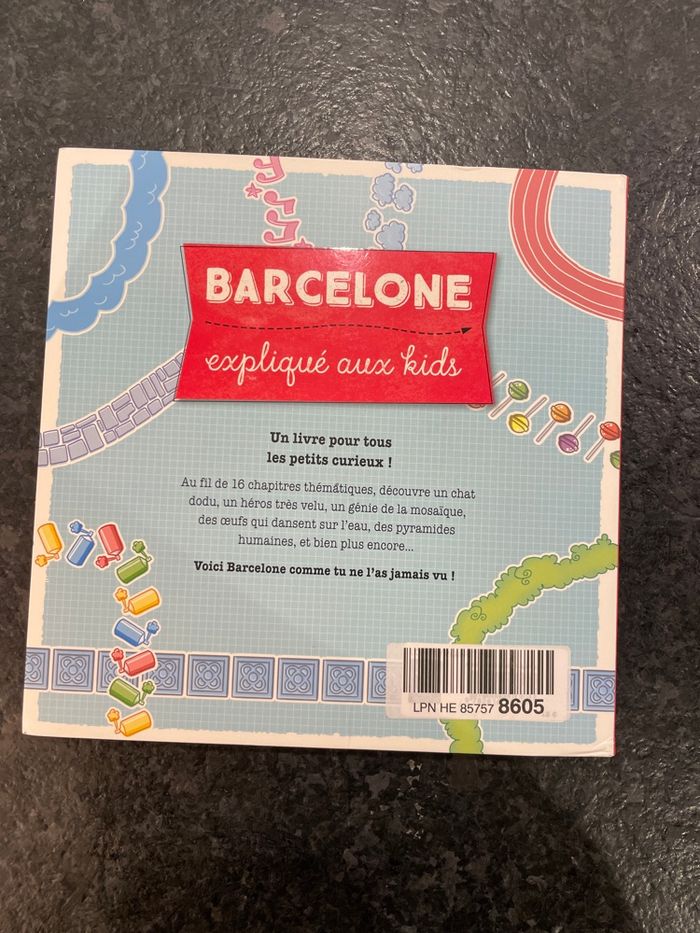 BARCELONE
expliqué aux kids
Un livre pour tous
les petits curieux !
Au fil de 16 chapitres thématiques, découvre un chat
dodu, un héros très velu, un génie de la mosaïque,
des œufs qui dansent sur l'eau, des pyramides
humaines, et bien plus encore...
Voici Barcelone comme tu ne l'as jamais vu !
LPN HE 85757 8605